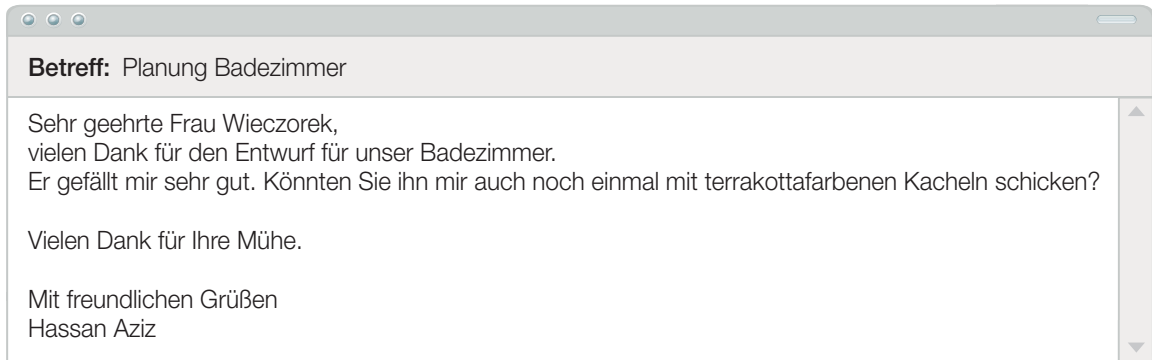 Betreff: Planung Badezimmer
Sehr geehrte Frau Wieczorek,
vielen Dank für den Entwurf für unser Badezimmer.
Er gefällt mir sehr gut. Könnten Sie ihn mir auch noch einmal mit terrakottafarbenen Kacheln schicken?
Vielen Dank für Ihre Mühe.
Mit freundlichen Grüßen
Hassan Aziz